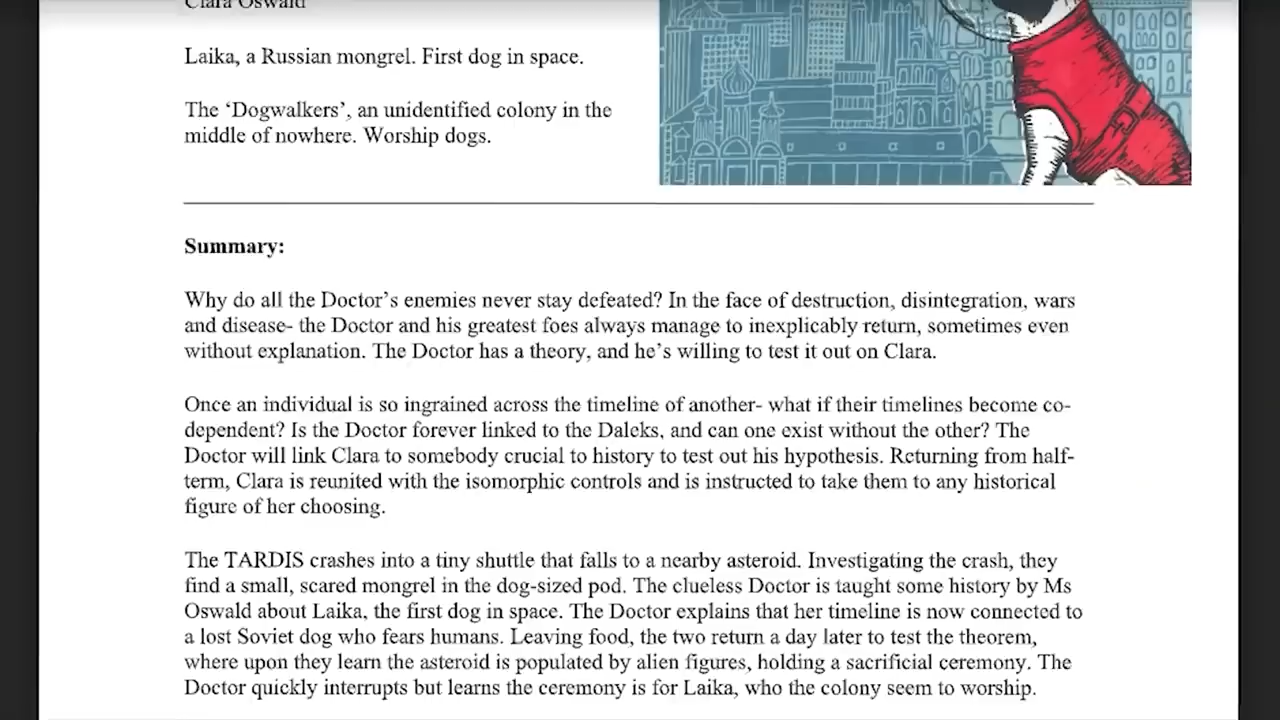 Clara Oswald
Laika, a Russian mongrel. First dog in space.
The ‘Dogwalkers’, an unidentified colony in the
middle of nowhere. Worship dogs.
Summary:
Why do all the Doctor’s enemies never stay defeated? In the face of destruction, disintegration, wars
and disease- the Doctor and his greatest foes always manage to inexplicably return, sometimes even
without explanation. The Doctor has a theory, and he’s willing to test it out on Clara.
Once an individual is so ingrained across the timeline of another- what if their timelines become co-
dependent? Is the Doctor forever linked to the Daleks, and can one exist without the other? The
Doctor will link Clara to somebody crucial to history to test out his hypothesis. Returning from half-
term, Clara is reunited with the isomorphic controls and is instructed to take them to any historical
figure of her choosing.
The TARDIS crashes into a tiny shuttle that falls to a nearby asteroid. Investigating the crash, they
find a small, scared mongrel in the dog-sized pod. The clueless Doctor is taught some history by Ms
Oswald about Laika, the first dog in space. The Doctor explains that her timeline is now connected to
a lost Soviet dog who fears humans. Leaving food, the two return a day later to test the theorem,
where upon they learn the asteroid is populated by alien figures, holding a sacrificial ceremony. The
Doctor quickly interrupts but learns the ceremony is for Laika, who the colony seem to worship.